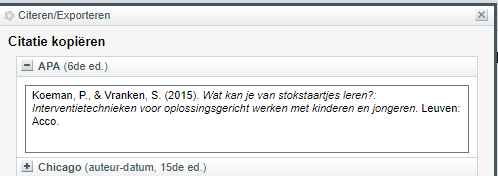 Citeren/Exporteren
Citatie kopiëren
APA (6de ed.)
Koeman, P., & Vranken, S. (2015). Wat kan je van stokstaartjes leren?:
Interventietechnieken voor oplossingsgericht werken met kinderen en jongeren. Leuven:
Acco.
Chicago (auteur-datum, 15de ed.)